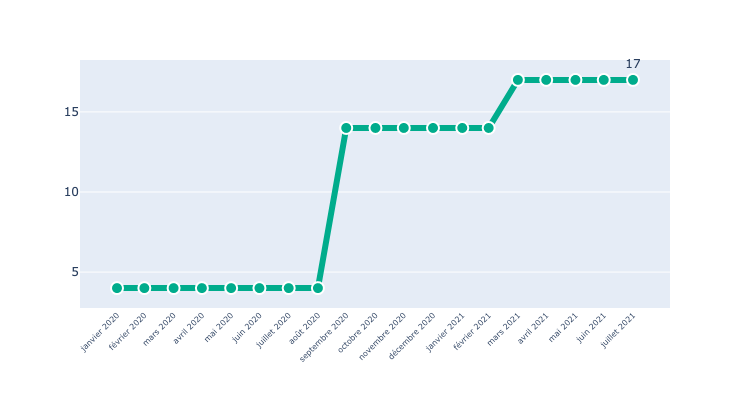 17
15
10
5
janvier 2020
février 2020
mars 2020
avril 2020
mai 2020
juin 2020
juillet 2020
août 2020
septembre 2020
octobre 2020
novembre 2020
décembre 2020
janvier 2021
février 2021
mars 2021
avril 2021
mai 2021
juin 2021
juillet 2021